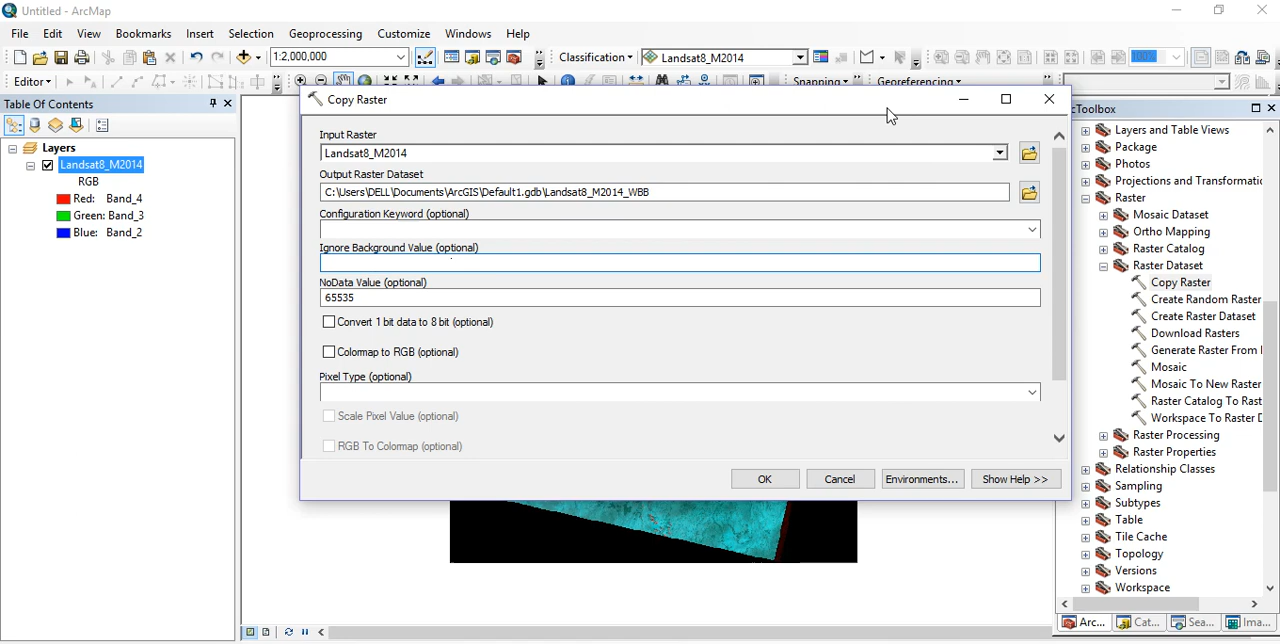 Untitled - ArcMap
File Edit View Bookmarks Insert Selection Geoprocessing Customize Windows Help
1:2,000,000 Classification Landsat8_M2014
Editor Snapping Georeferencing
Table Of Contents
Layers
Landsat8_M2014
RGB
Red: Band_4
Green: Band_3
Blue: Band_2
Copy Raster
Input Raster
Landsat8_M2014
Output Raster Dataset
C:\Users\DELL\Documents\ArcGIS\Default1.gdb\Landsat8_M2014_WBB
Configuration Keyword (optional)
Ignore Background Value (optional)
NoData Value (optional)
65535
Convert 1 bit data to 8 bit (optional)
Colormap to RGB (optional)
Pixel Type (optional)
Scale Pixel Value (optional)
RGB To Colormap (optional)
OK Cancel Environments... Show Help >>
cToolbox
Layers and Table Views
Package
Photos
Projections and Transformatic
Raster
Mosaic Dataset
Ortho Mapping
Raster Catalog
Raster Dataset
Copy Raster
Create Random Raster
Create Raster Dataset
Download Rasters
Generate Raster From
Mosaic
Mosaic To New Raster
Raster Catalog To Rast
Workspace To Raster D
Raster Processing
Raster Properties
Relationship Classes
Sampling
Subtypes
Table
Tile Cache
Topology
Versions
Workspace
Arc... Cat... Sea... Ima...